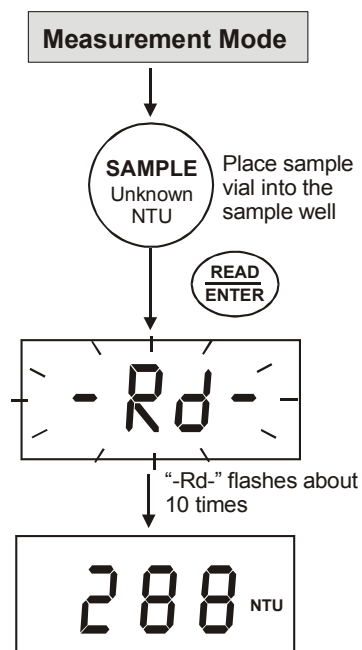 Measurement Mode
SAMPLE
Unknown
NTU
Place sample
vial into the
sample well
READ
ENTER
-Rd-
“-Rd-” flashes about
10 times
288 NTU